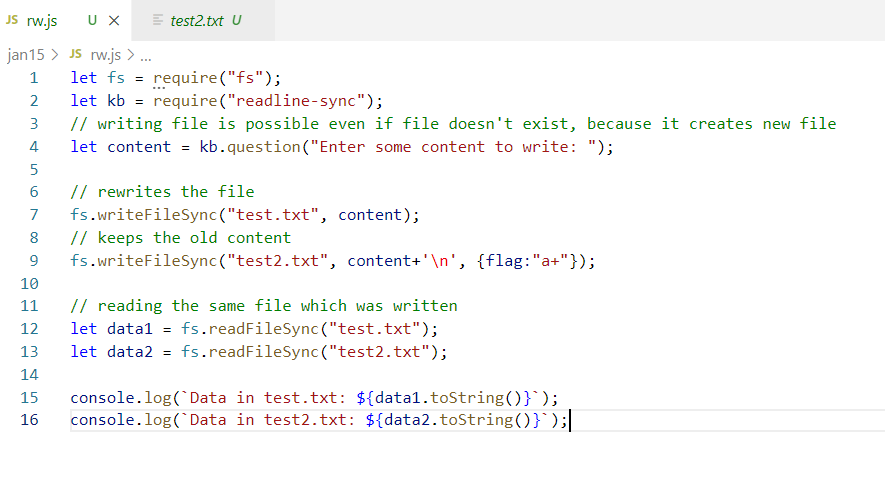 JS rw.js U ×
test2.txt U
jan15 > JS rw.js > ...
1 let fs = require("fs");
2 let kb = require("readline-sync");
3 // writing file is possible even if file doesn't exist, because it creates new file
4 let content = kb.question("Enter some content to write: ");
5
6 // rewrites the file
7 fs.writeFileSync("test.txt", content);
8 // keeps the old content
9 fs.writeFileSync("test2.txt", content+'\n', {flag:"a+"});
10
11 // reading the same file which was written
12 let data1 = fs.readFileSync("test.txt");
13 let data2 = fs.readFileSync("test2.txt");
14
15 console.log(`Data in test.txt: ${data1.toString()}`);
16 console.log(`Data in test2.txt: ${data2.toString()}`);